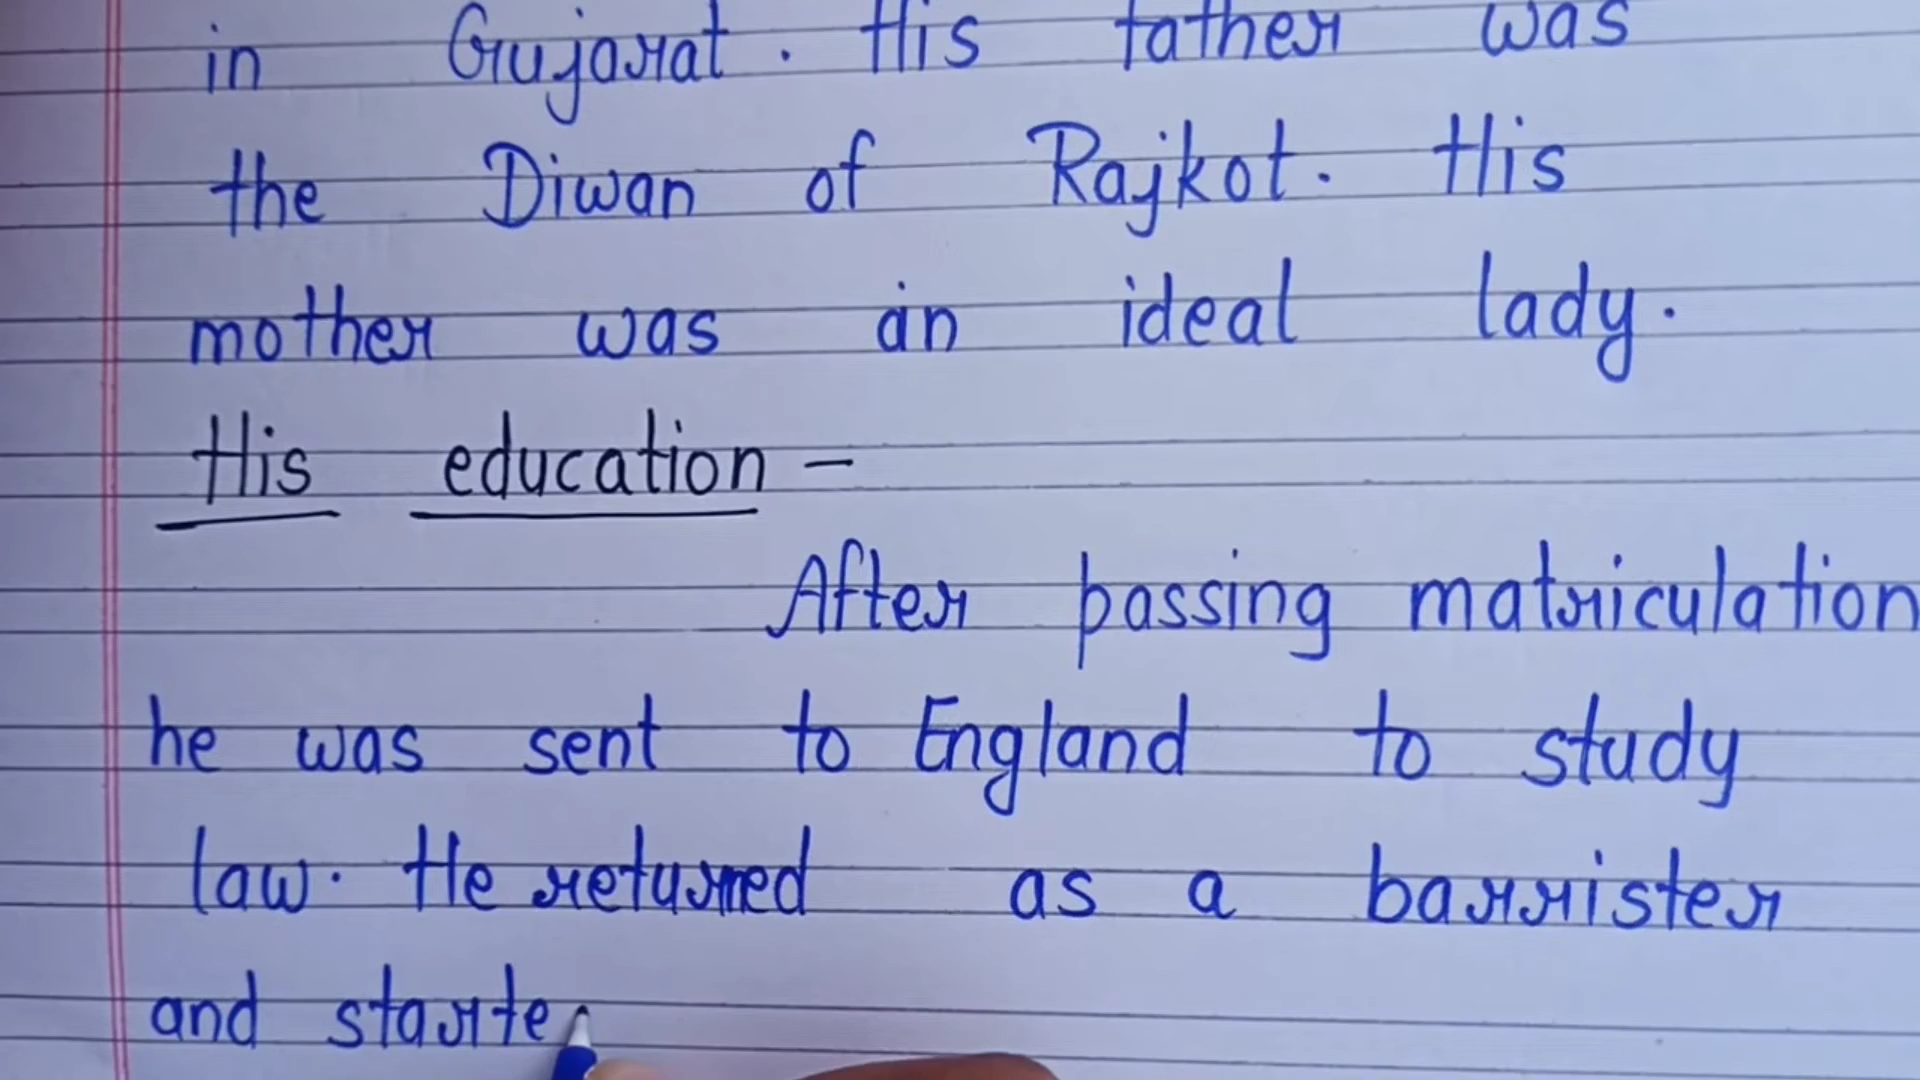 in Gujarat. His father was
the Diwan of Rajkot. His
mother was an ideal lady.
His education -
After passing matriculation
he was sent to England to study
law. He returned as a barrister
and starte